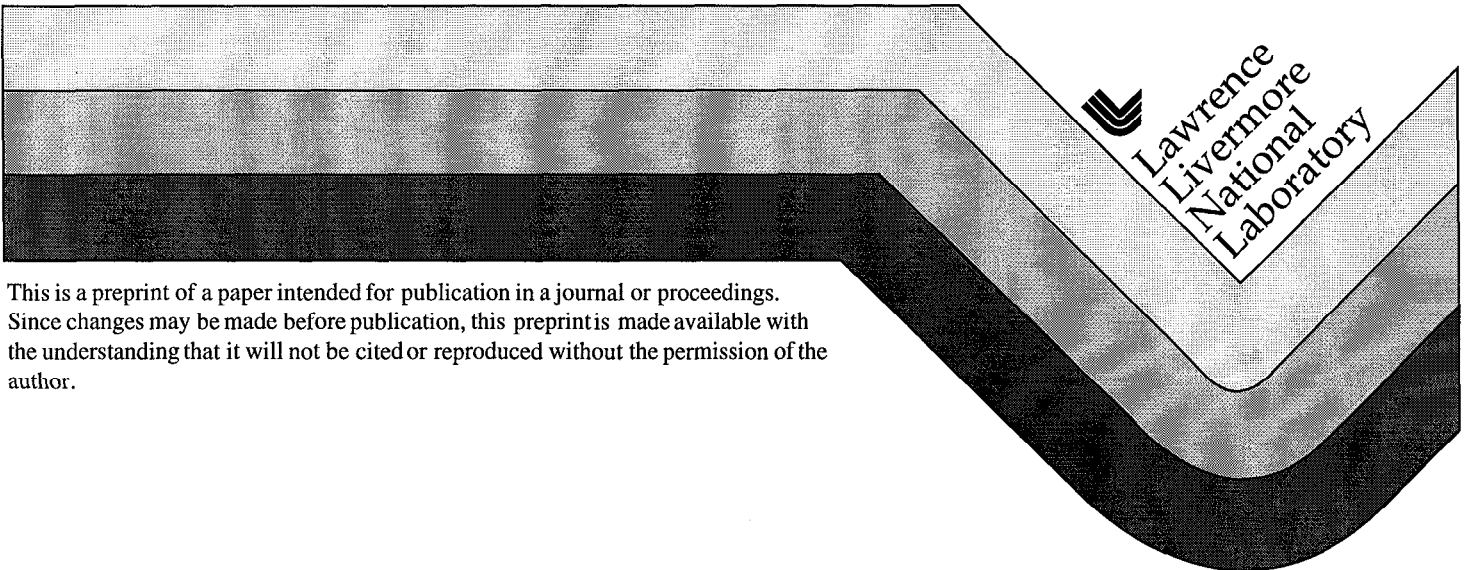 Lawrence
Livermore
National
Laboratory
This is a preprint of a paper intended for publication in a journal or proceedings.
Since changes may be made before publication, this preprint is made available with
the understanding that it will not be cited or reproduced without the permission of the
author.